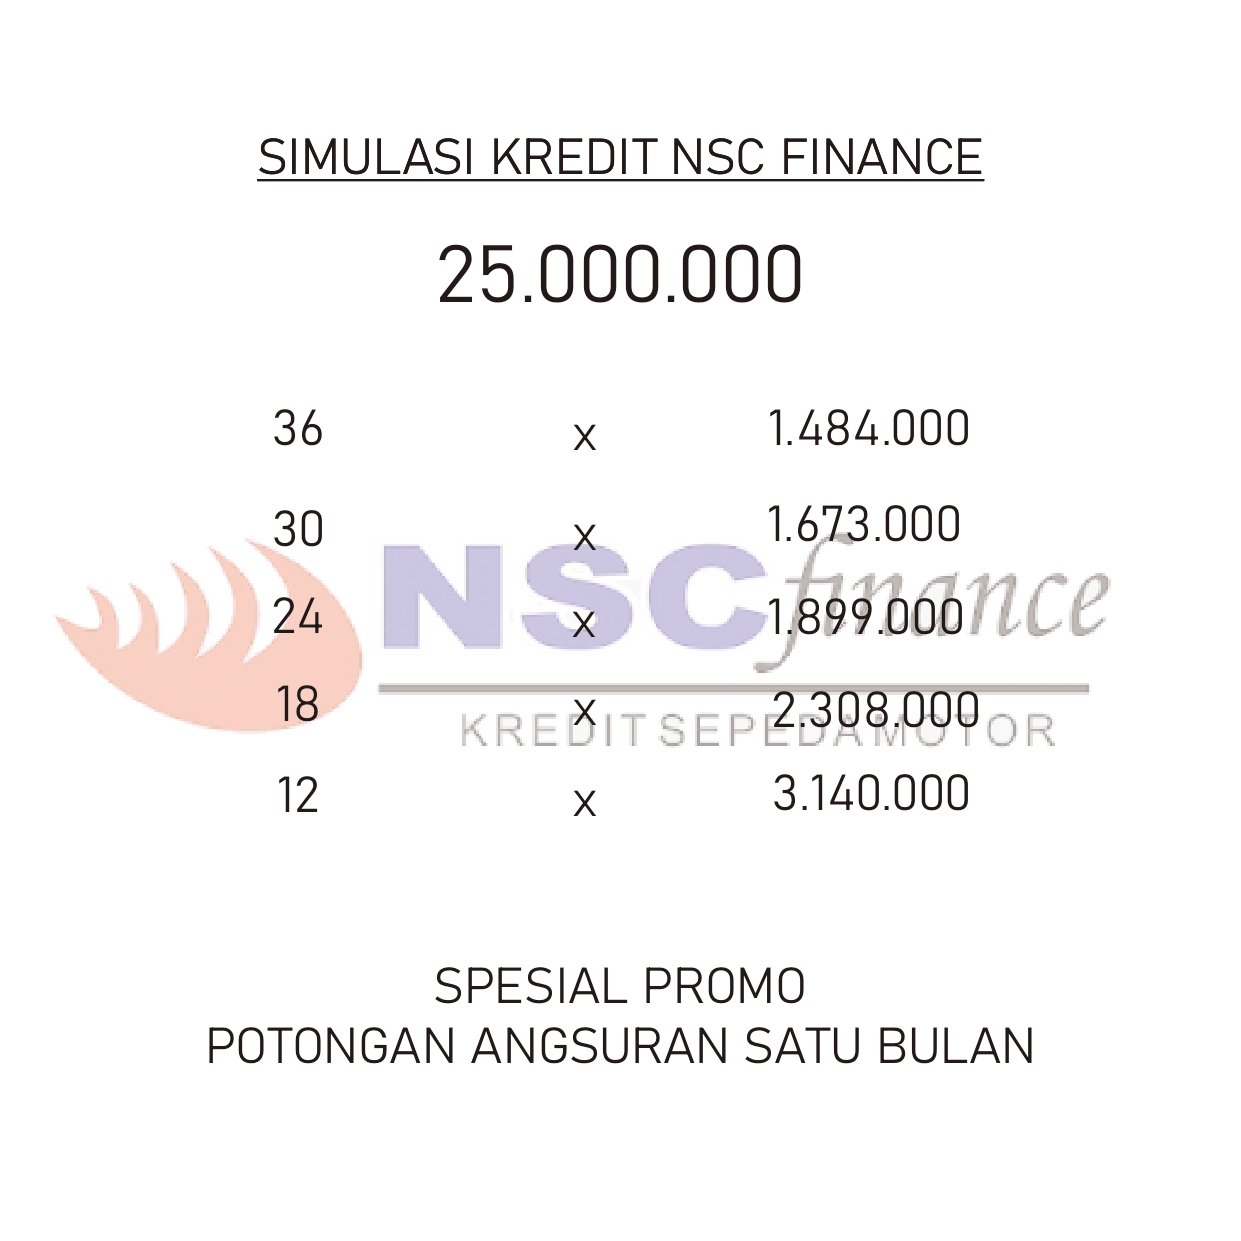 SIMULASI KREDIT NSC FINANCE
25.000.000
36 x 1.484.000
30 x 1.673.000
NSC finance
24 x 1.899.000
18 x 2.308.000
KREDIT SEPEDA MOTOR
12 x 3.140.000
SPESIAL PROMO
POTONGAN ANGSURAN SATU BULAN